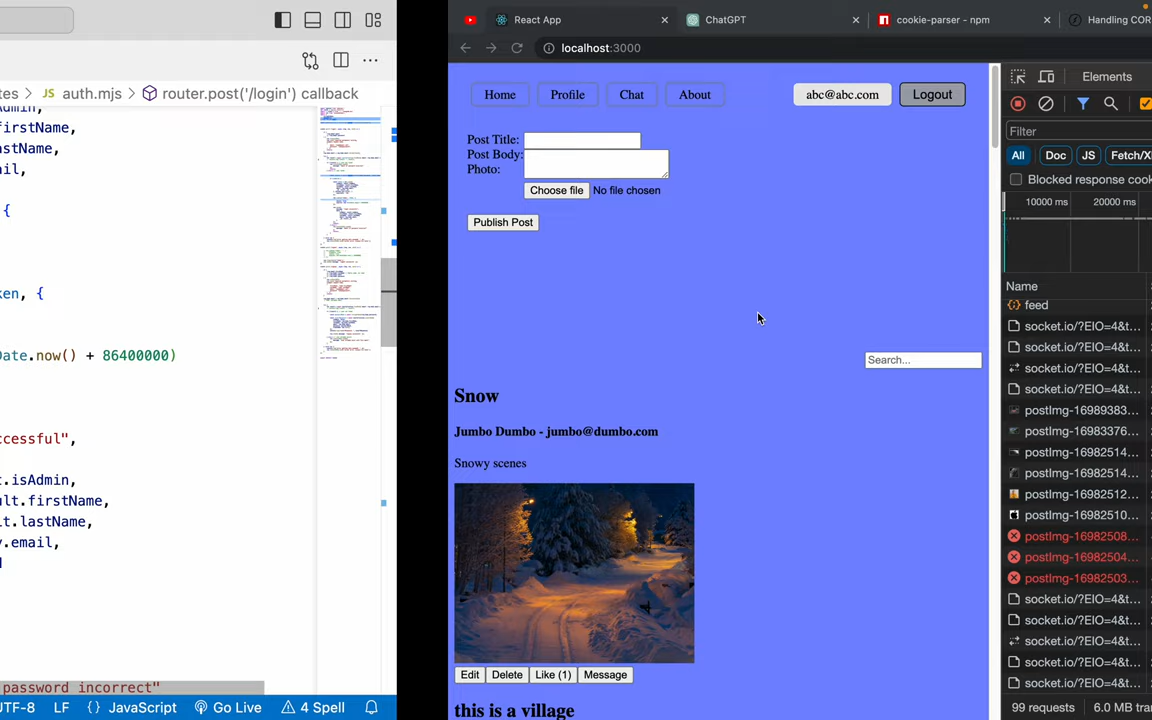 React App
ChatGPT
cookie-parser - npm
Handling COR
localhost:3000
tes > JS auth.mjs > router.post('/login') callback
dmin,
firstName,
astName,
ail,
{
ken, {
Date.now() + 86400000)
ccessful",
t.isAdmin,
ult.firstName,
lt.lastName,
y.email,
password incorrect"
UTF-8 LF {} JavaScript Go Live 4 Spell
Home Profile Chat About abc@abc.com Logout
Post Title:
Post Body:
Photo:
Choose file No file chosen
Publish Post
Search...
Snow
Jumbo Dumbo - jumbo@dumbo.com
Snowy scenes
Edit Delete Like (1) Message
this is a village
Elements
Filter
All Doc JS Fetch/X
Blocked response cook
10000 ms 20000 ms
Name
feed
socket.io/?EIO=4&t...
socket.io/?EIO=4&t...
socket.io/?EIO=4&t...
socket.io/?EIO=4&t...
postImg-16989383...
postImg-16983376...
postImg-16982514...
postImg-16982514...
postImg-16982512...
postImg-16982510...
postImg-16982508...
postImg-16982504...
postImg-16982503...
socket.io/?EIO=4&t...
socket.io/?EIO=4&t...
socket.io/?EIO=4&t...
socket.io/?EIO=4&t...
socket.io/?EIO=4&t...
99 requests 6.0 MB tran